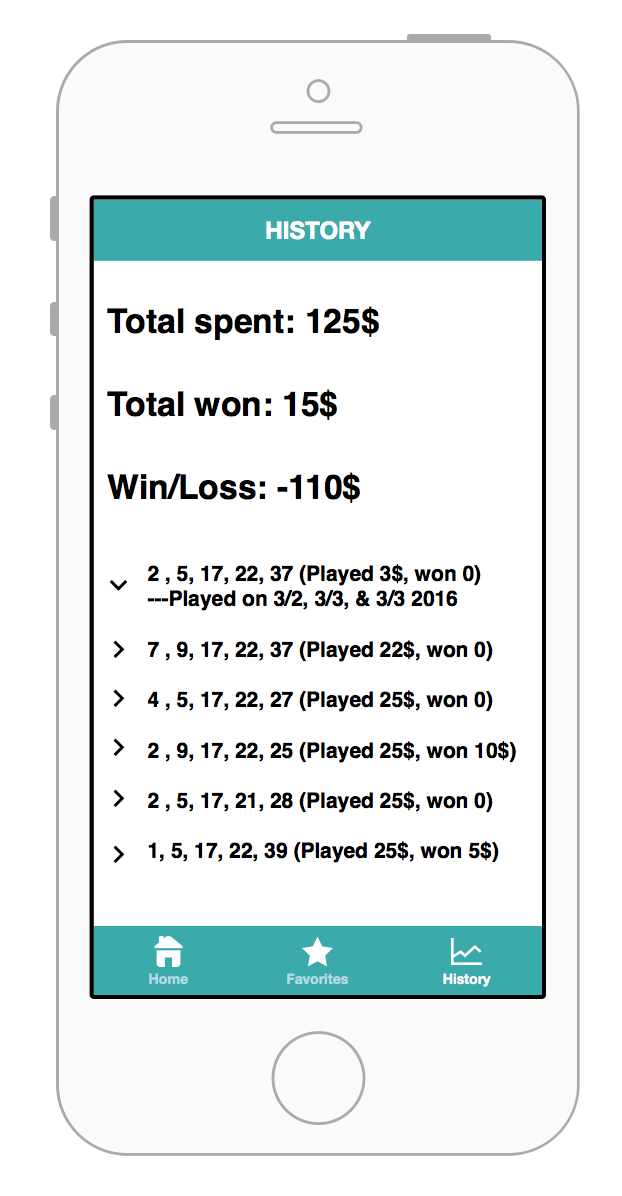 HISTORY
Total spent: 125$
Total won: 15$
Win/Loss: -110$
2 , 5, 17, 22, 37 (Played 3$, won 0)
---Played on 3/2, 3/3, & 3/3 2016
7 , 9, 17, 22, 37 (Played 22$, won 0)
4 , 5, 17, 22, 27 (Played 25$, won 0)
2 , 9, 17, 22, 25 (Played 25$, won 10$)
2 , 5, 17, 21, 28 (Played 25$, won 0)
1, 5, 17, 22, 39 (Played 25$, won 5$)
Home Favorites History